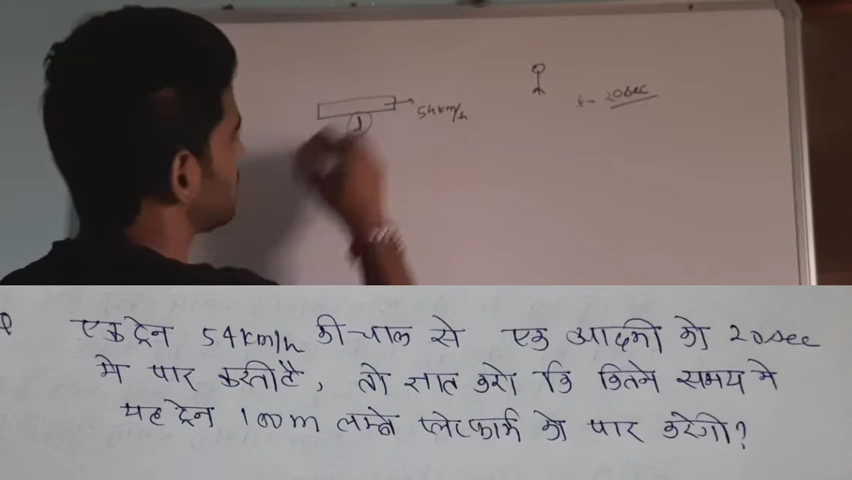 54km/h
t = 20sec
l
Q एक ट्रेन 54km/h की चाल से एक आदमी को 20sec
मे पार करती है, तो ज्ञात करो कि कितने समय मे
यह ट्रेन 100m लम्बे प्लेटफार्म को पार करेगी?